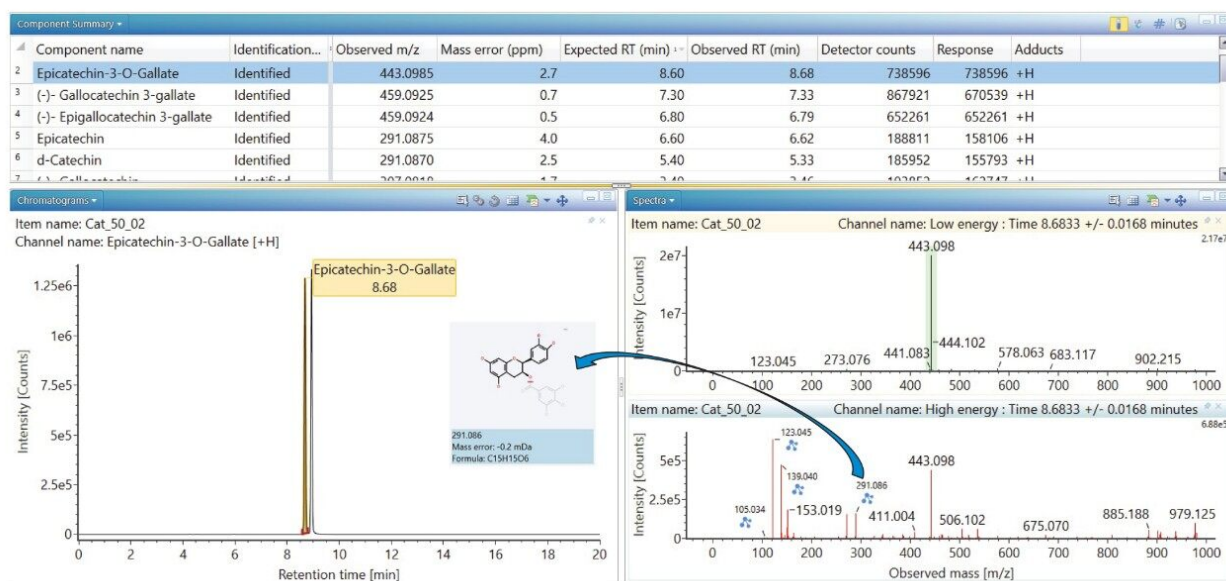 Component Summary
Component name Identification... Observed m/z Mass error (ppm) Expected RT (min) Observed RT (min) Detector counts Response Adducts
2 Epicatechin-3-O-Gallate Identified 443.0985 2.7 8.60 8.68 738596 738596 +H
3 (-)- Gallocatechin 3-gallate Identified 459.0925 0.7 7.30 7.33 867921 670539 +H
4 (-)- Epigallocatechin 3-gallate Identified 459.0924 0.5 6.80 6.79 652261 652261 +H
5 Epicatechin Identified 291.0875 4.0 6.60 6.62 188811 158106 +H
6 d-Catechin Identified 291.0870 2.5 5.40 5.33 185952 155793 +H
Chromatograms
Item name: Cat_50_02
Channel name: Epicatechin-3-O-Gallate [+H]
Epicatechin-3-O-Gallate
8.68
1.25e6
1e6
7.5e5
5e5
2.5e5
0
Intensity [Counts]
291.086
Mass error: -0.2 mDa
Formula: C15H15O6
0 2 4 6 8 10 12 14 16 18 20
Retention time [min]
Spectra
Item name: Cat_50_02 Channel name: Low energy : Time 8.6833 +/- 0.0168 minutes
2.17e7
443.098
2e7
1e7
0
Intensity [Counts]
123.045 273.076 441.083 444.102 578.063 683.117 902.215
0 100 200 300 400 500 600 700 800 900 1000
Item name: Cat_50_02 Channel name: High energy : Time 8.6833 +/- 0.0168 minutes
6.88e5
5e5
2.5e5
0
Intensity [Counts]
123.045
139.040
105.034
153.019
291.086
411.004
443.098
506.102
675.070
885.188
979.125
0 100 200 300 400 500 600 700 800 900 1000
Observed mass [m/z]